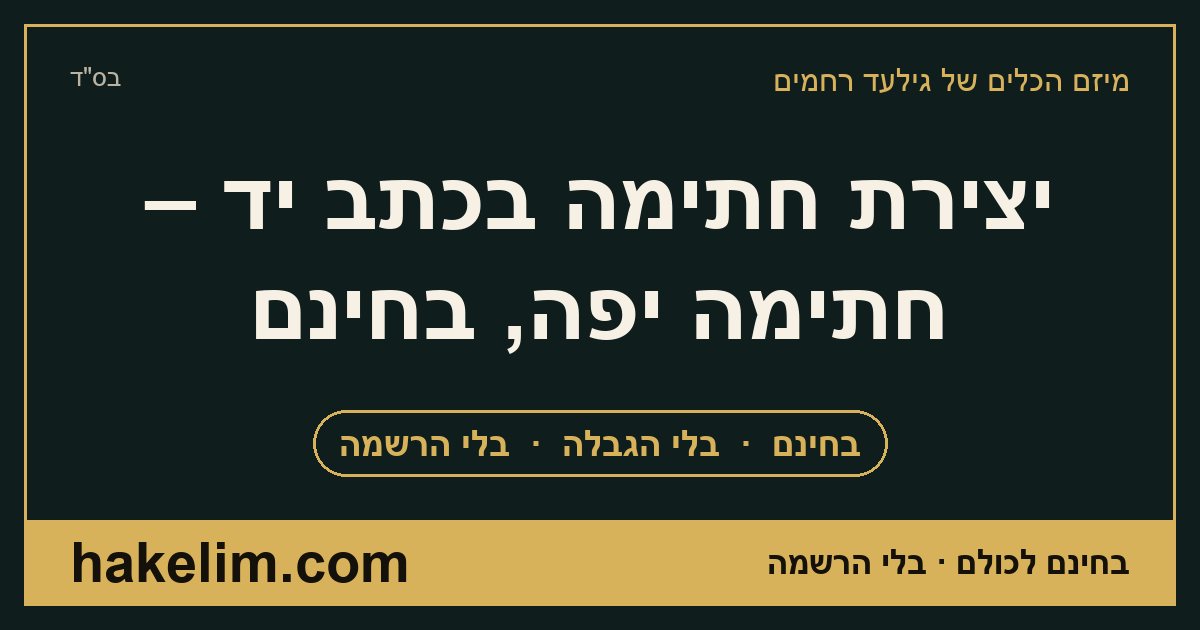 בס"ד
מיזם הכלים של גילעד רחמים
יצירת חתימה בכתב יד –
חתימה יפה, בחינם
בחינם · בלי הגבלה · בלי הרשמה
בחינם לכולם · בלי הרשמה
hakelim.com